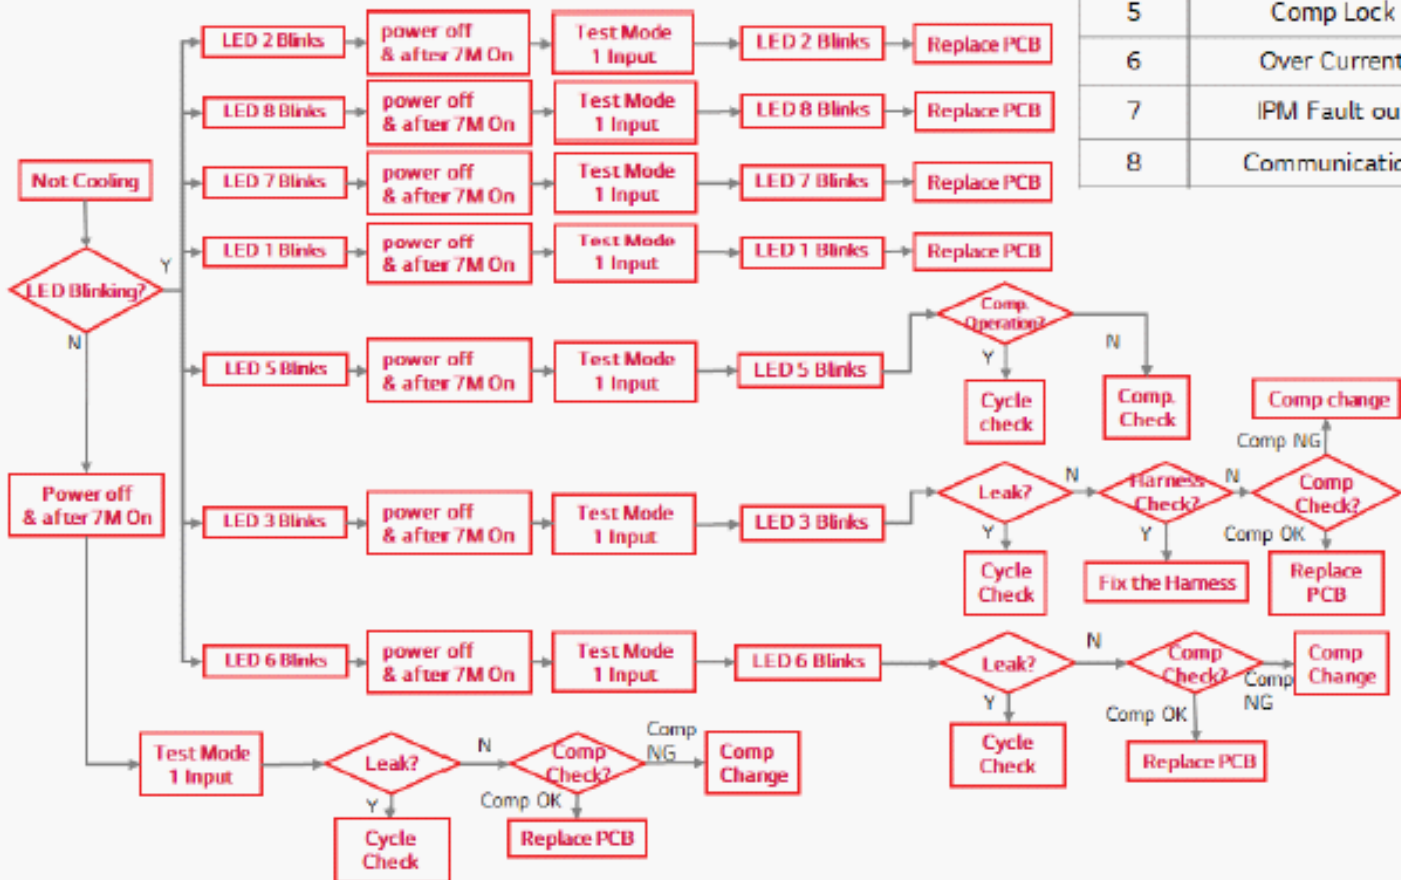 5 Comp Lock
6 Over Current
7 IPM Fault ou
8 Communicatio
LED 2 Blinks
power off
& after 7M On
Test Mode
1 Input
LED 2 Blinks
Replace PCB
LED 8 Blinks
power off
& after 7M On
Test Mode
1 Input
LED 8 Blinks
Replace PCB
Not Cooling
LED 7 Blinks
power off
& after 7M On
Test Mode
1 Input
LED 7 Blinks
Replace PCB
LED 1 Blinks
power off
& after 7M On
Test Mode
1 Input
LED 1 Blinks
Replace PCB
LED Blinking?
Y
N
LED 5 Blinks
power off
& after 7M On
Test Mode
1 Input
LED 5 Blinks
Comp.
Operation?
Y
N
Cycle
check
Comp.
Check
Power off
& after 7M On
LED 3 Blinks
power off
& after 7M On
Test Mode
1 Input
LED 3 Blinks
Leak?
N
Y
Cycle
Check
Harness
Check?
N
Y
Fix the Harness
Comp
Check?
Comp NG
Comp change
Comp OK
Replace
PCB
LED 6 Blinks
power off
& after 7M On
Test Mode
1 Input
LED 6 Blinks
Leak?
N
Y
Cycle
Check
Comp
Check?
Comp
NG
Comp
Change
Comp OK
Replace PCB
Test Mode
1 Input
Leak?
N
Y
Cycle
Check
Comp
Check?
Comp
NG
Comp
Change
Comp OK
Replace PCB